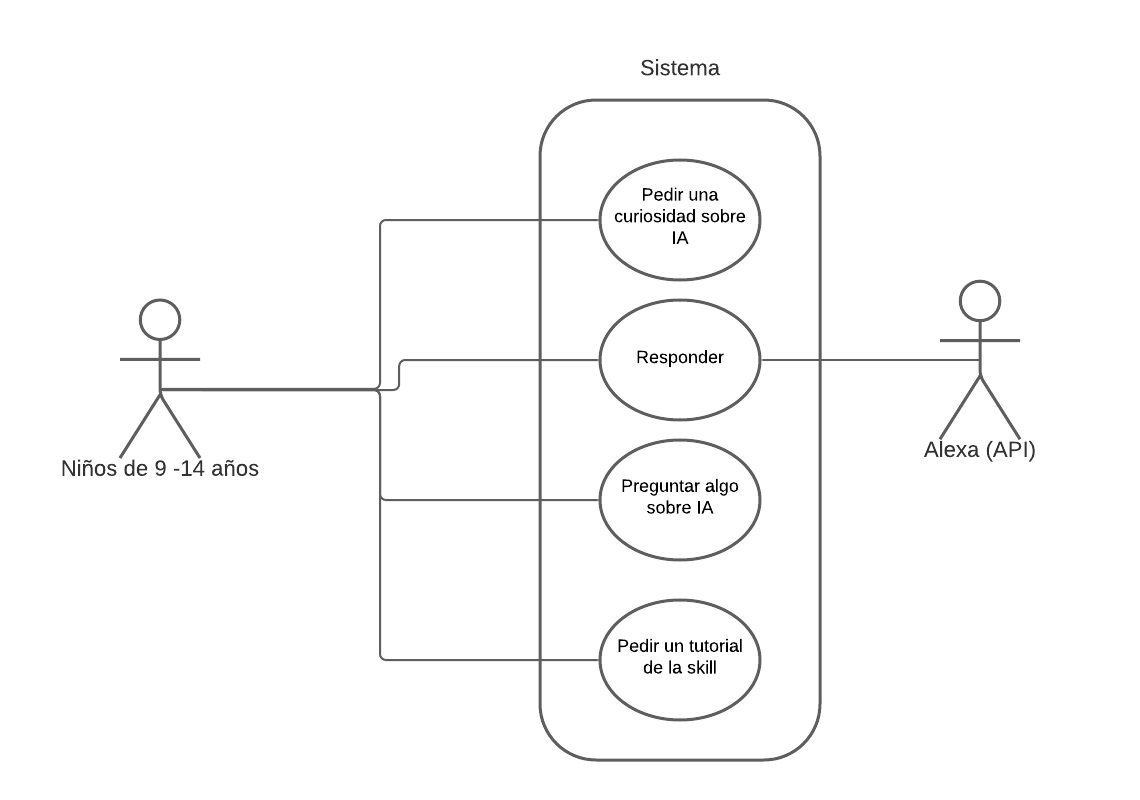 Sistema
Pedir una
curiosidad sobre
IA
Responder
Preguntar algo
sobre IA
Pedir un tutorial
de la skill
Niños de 9 -14 años
Alexa (API)